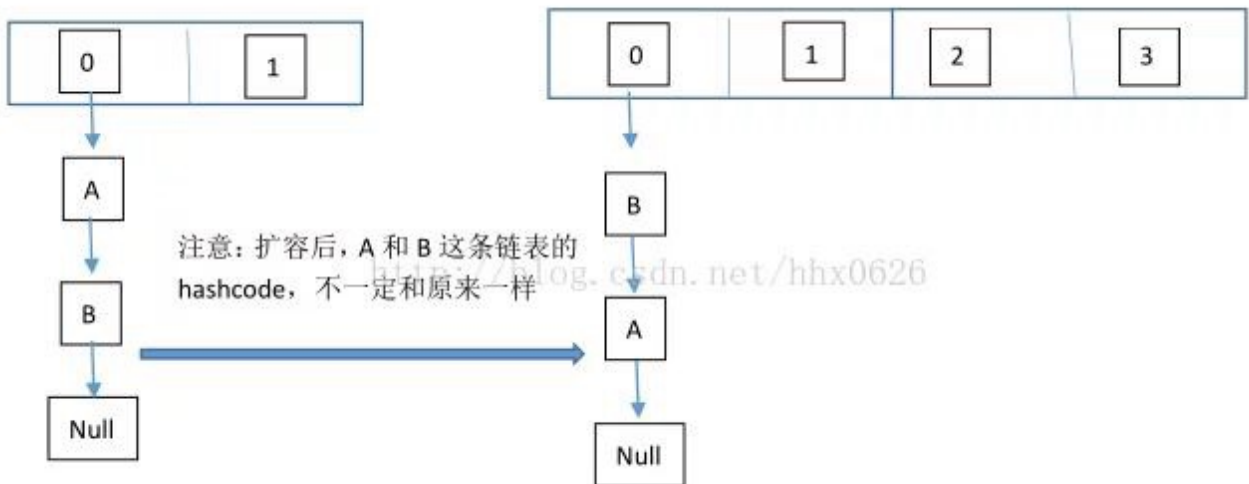 0 1
0 1 2 3
A
B
注意：扩容后，A 和 B 这条链表的
hashcode，不一定和原来一样
http://blog.csdn.net/hhx0626
B
A
Null
Null